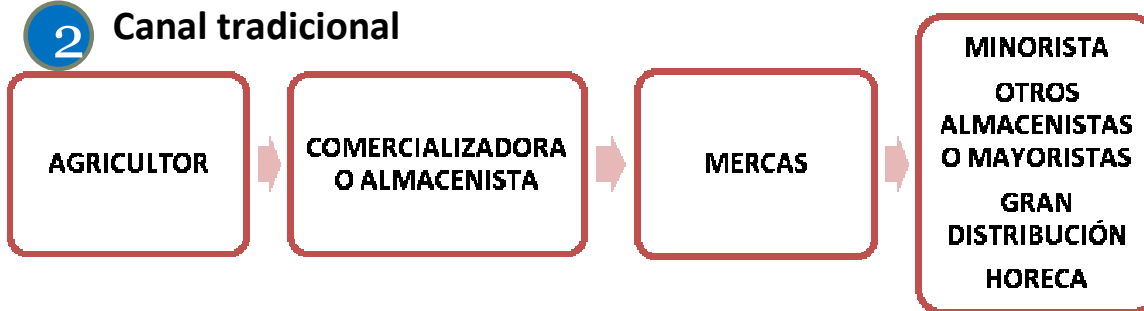 2
Canal tradicional
AGRICULTOR
COMERCIALIZADORA
O ALMACENISTA
MERCAS
MINORISTA
OTROS
ALMACENISTAS
O MAYORISTAS
GRAN
DISTRIBUCIÓN
HORECA